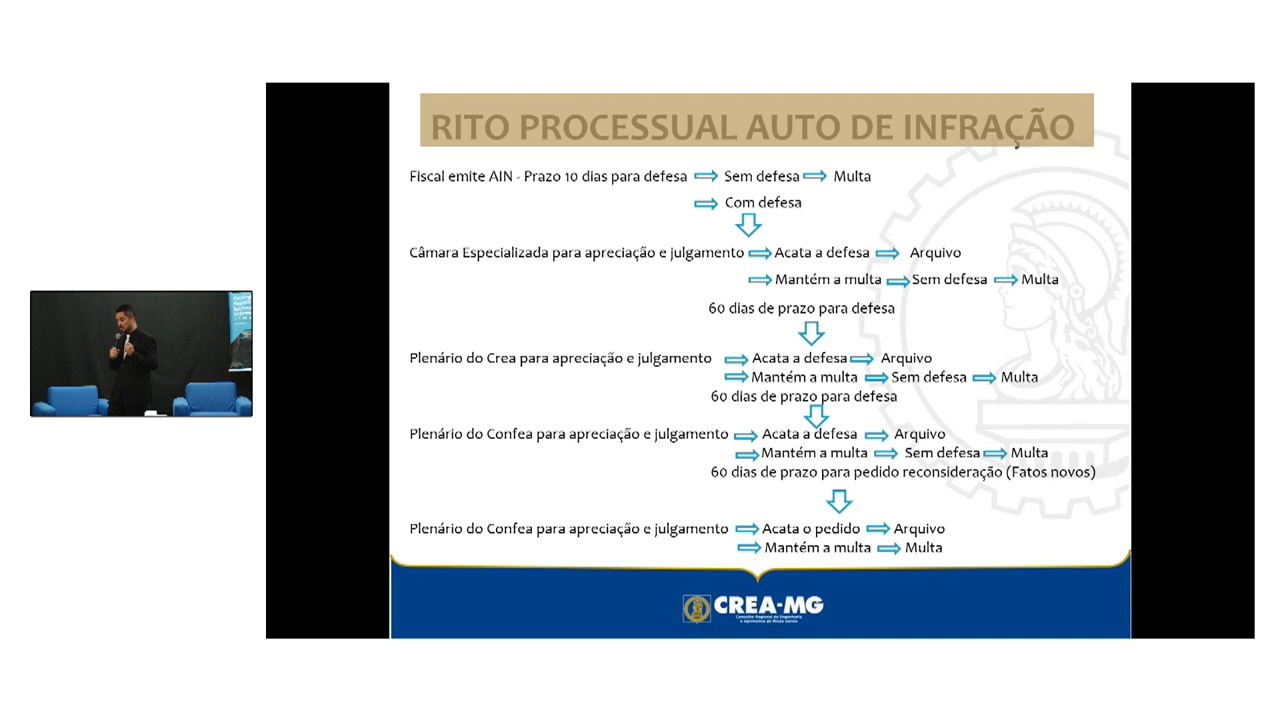 RITO PROCESSUAL AUTO DE INFRAÇÃO
Fiscal emite AIN - Prazo 10 dias para defesa Sem defesa Multa
Com defesa
Câmara Especializada para apreciação e julgamento Acata a defesa Arquivo
Mantém a multa Sem defesa Multa
60 dias de prazo para defesa
Plenário do Crea para apreciação e julgamento Acata a defesa Arquivo
Mantém a multa Sem defesa Multa
60 dias de prazo para defesa
Plenário do Confea para apreciação e julgamento Acata a defesa Arquivo
Mantém a multa Sem defesa Multa
60 dias de prazo para pedido reconsideração (Fatos novos)
Plenário do Confea para apreciação e julgamento Acata o pedido Arquivo
Mantém a multa Multa
CREA-MG
Conselho Regional de Engenharia
e Agronomia de Minas Gerais